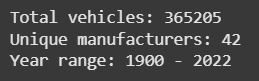 Total vehicles: 365205
Unique manufacturers: 42
Year range: 1900 - 2022